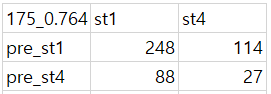 175_0.764 st1 st4
pre_st1 248 114
pre_st4 88 27